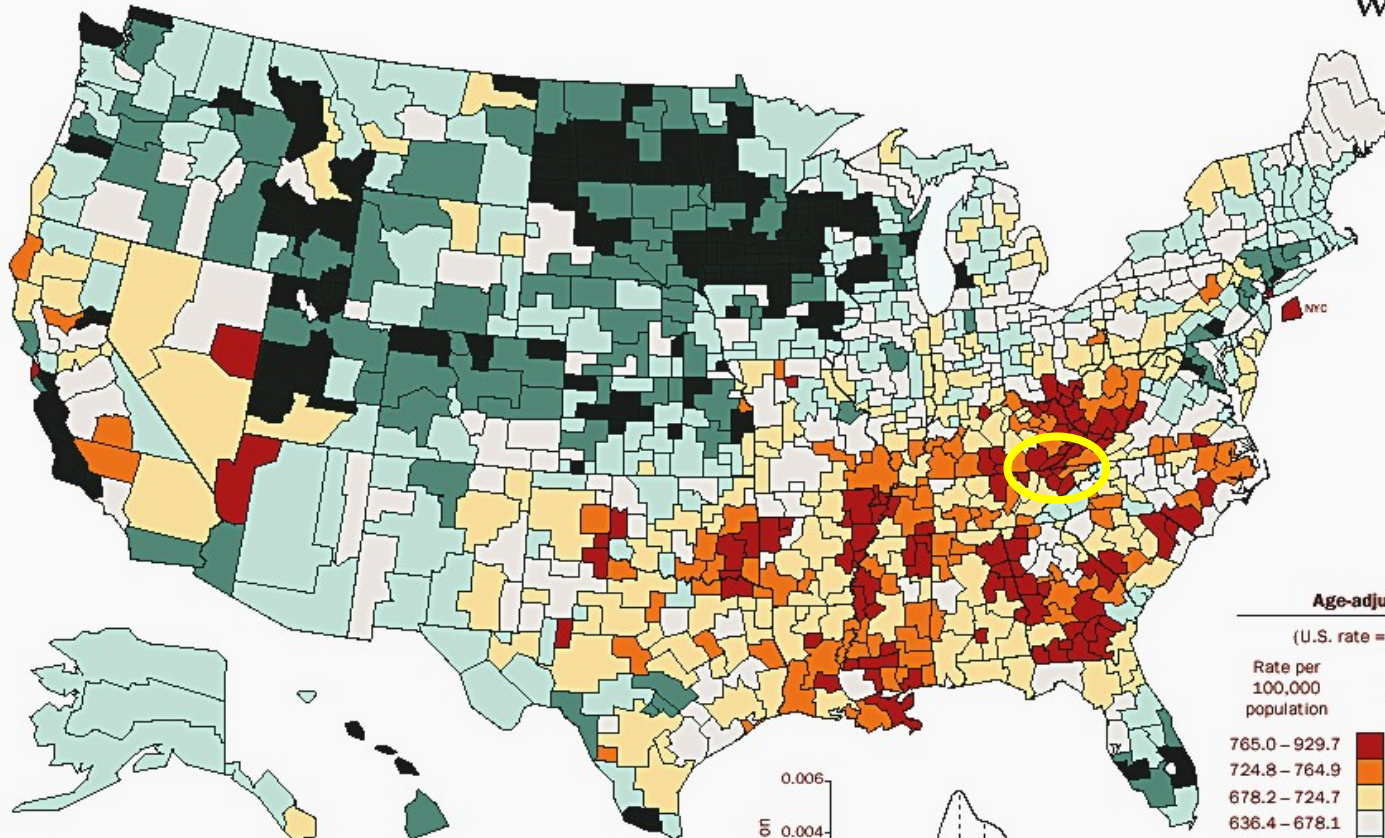 W
NYC
Age-adju
(U.S. rate =
Rate per
100,000
population
765.0 – 929.7
724.8 – 764.9
678.2 – 724.7
636.4 – 678.1
0.006
0.004
on